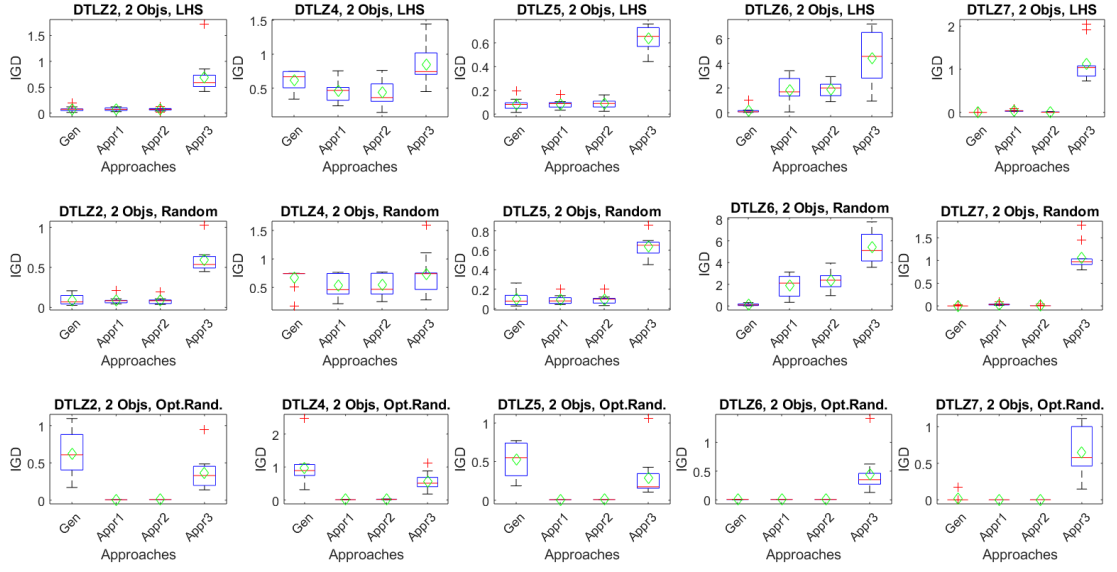 DTLZ2, 2 Objs, LHS
IGD
1.5
1
0.5
0
Gen
Appr1
Appr2
Appr3
Approaches
DTLZ4, 2 Objs, LHS
IGD
1.5
1
0.5
Gen
Appr1
Appr2
Appr3
Approaches
DTLZ5, 2 Objs, LHS
IGD
0.6
0.4
0.2
0
Gen
Appr1
Appr2
Appr3
Approaches
DTLZ6, 2 Objs, LHS
IGD
6
4
2
0
Gen
Appr1
Appr2
Appr3
Approaches
DTLZ7, 2 Objs, LHS
IGD
2
1
0
Gen
Appr1
Appr2
Appr3
Approaches
DTLZ2, 2 Objs, Random
IGD
1
0.5
0
Gen
Appr1
Appr2
Appr3
Approaches
DTLZ4, 2 Objs, Random
IGD
1.5
1
0.5
Gen
Appr1
Appr2
Appr3
Approaches
DTLZ5, 2 Objs, Random
IGD
0.8
0.6
0.4
0.2
0
Gen
Appr1
Appr2
Appr3
Approaches
DTLZ6, 2 Objs, Random
IGD
8
6
4
2
0
Gen
Appr1
Appr2
Appr3
Approaches
DTLZ7, 2 Objs, Random
IGD
1.5
1
0.5
0
Gen
Appr1
Appr2
Appr3
Approaches
DTLZ2, 2 Objs, Opt.Rand.
IGD
1
0.5
0
Gen
Appr1
Appr2
Appr3
Approaches
DTLZ4, 2 Objs, Opt.Rand.
IGD
2
1
0
Gen
Appr1
Appr2
Appr3
Approaches
DTLZ5, 2 Objs, Opt.Rand.
IGD
1
0.5
0
Gen
Appr1
Appr2
Appr3
Approaches
DTLZ6, 2 Objs, Opt.Rand.
IGD
1
0.5
0
Gen
Appr1
Appr2
Appr3
Approaches
DTLZ7, 2 Objs, Opt.Rand.
IGD
1
0.5
0
Gen
Appr1
Appr2
Appr3
Approaches